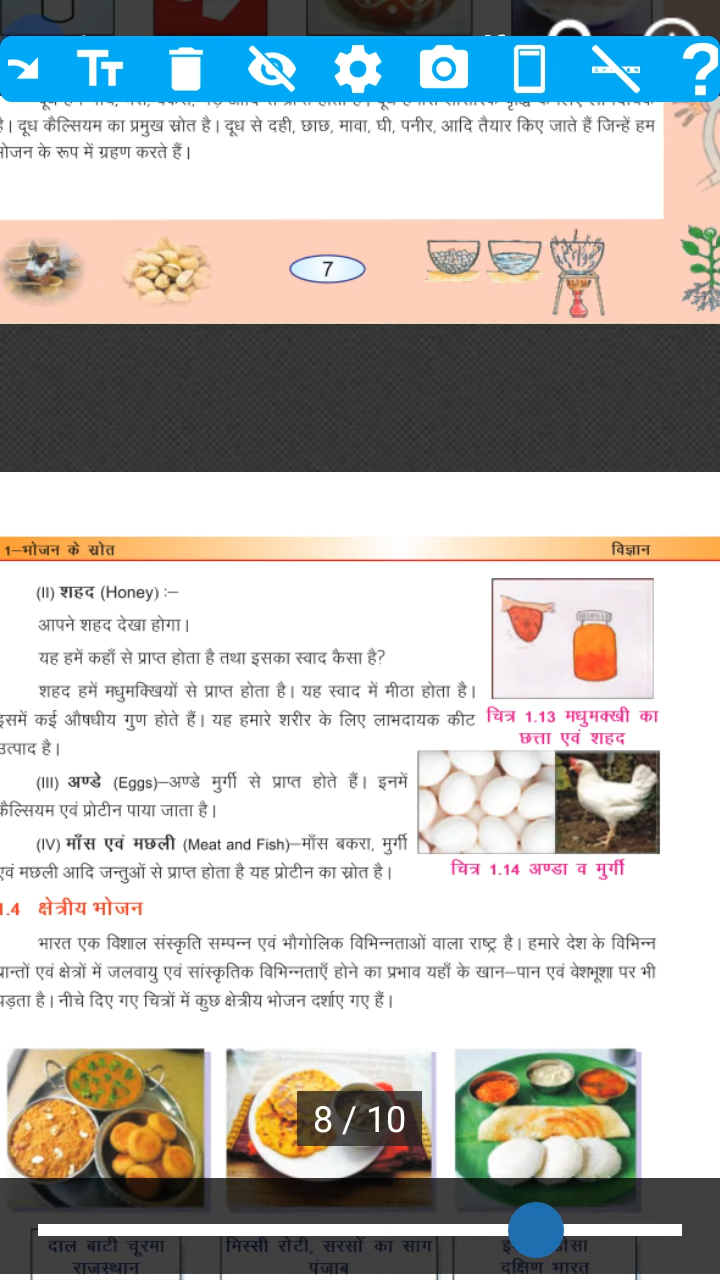 TT
?
है। दूध कैल्सियम का प्रमुख स्रोत है। दूध से दही, छाछ, मावा, घी, पनीर, आदि तैयार किए जाते हैं जिन्हें हम
भोजन के रूप में ग्रहण करते हैं।
7
1–भोजन के स्रोत
विज्ञान
(II) शहद (Honey) :–
आपने शहद देखा होगा।
यह हमें कहाँ से प्राप्त होता है तथा इसका स्वाद कैसा है?
शहद हमें मधुमक्खियों से प्राप्त होता है। यह स्वाद में मीठा होता है।
इसमें कई औषधीय गुण होते हैं। यह हमारे शरीर के लिए लाभदायक कीट
उत्पाद है।
चित्र 1.13 मधुमक्खी का
छत्ता एवं शहद
(III) अण्डे (Eggs)–अण्डे मुर्गी से प्राप्त होते हैं। इनमें
कैल्सियम एवं प्रोटीन पाया जाता है।
(IV) माँस एवं मछली (Meat and Fish)–माँस बकरा, मुर्गी
एवं मछली आदि जन्तुओं से प्राप्त होता है यह प्रोटीन का स्रोत है।
चित्र 1.14 अण्डा व मुर्गी
1.4 क्षेत्रीय भोजन
भारत एक विशाल संस्कृति सम्पन्न एवं भौगोलिक विभिन्नताओं वाला राष्ट्र है। हमारे देश के विभिन्न
प्रान्तों एवं क्षेत्रों में जलवायु एवं सांस्कृतिक विभिन्नताएँ होने का प्रभाव यहाँ के खान–पान एवं वेशभूशा पर भी
पड़ता है। नीचे दिए गए चित्रों में कुछ क्षेत्रीय भोजन दर्शाए गए हैं।
8 / 10
दाल बाटी चूरमा
राजस्थान
मिस्सी रोटी, सरसों का साग
पंजाब
दक्षिण भारत